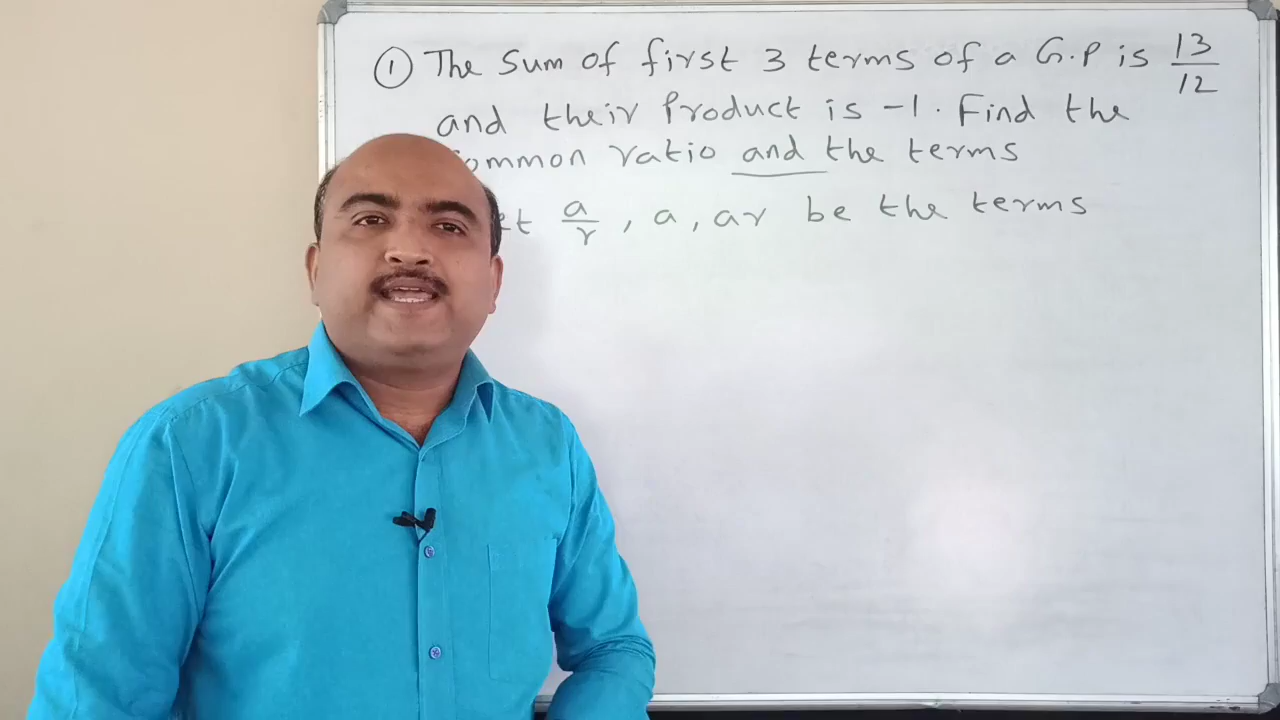 ① The sum of first 3 terms of a G.P is 13/12
and their Product is -1. Find the
ommon ratio and the terms
et a/r, a, ar be the terms